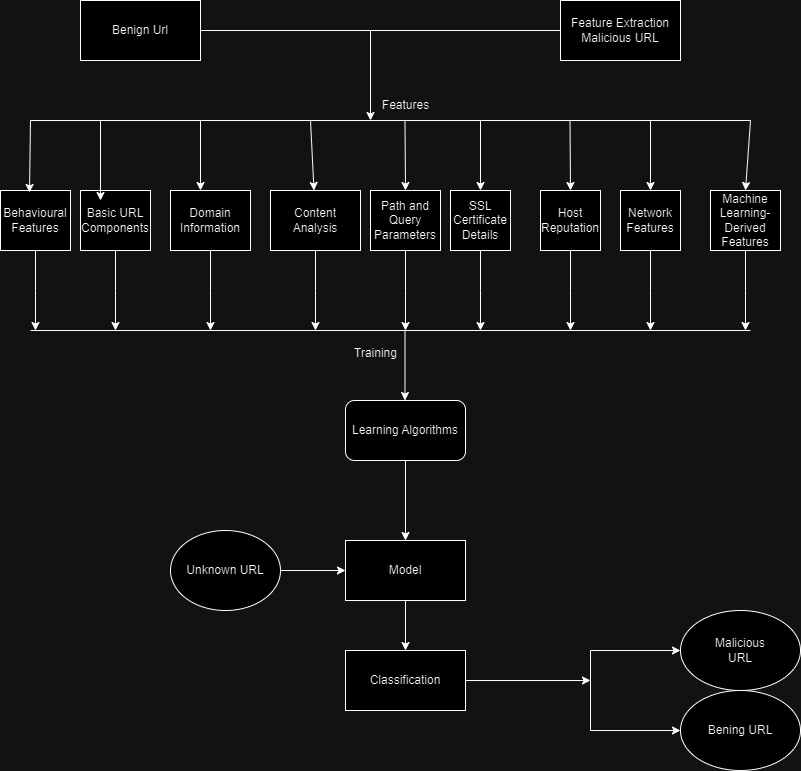 Benign Url
Feature Extraction
Malicious URL
Features
Behavioural
Features
Basic URL
Components
Domain
Information
Content
Analysis
Path and
Query
Parameters
SSL
Certificate
Details
Host
Reputation
Network
Features
Machine
Learning-
Derived
Features
Training
Learning Algorithms
Unknown URL
Model
Classification
Malicious
URL
Bening URL